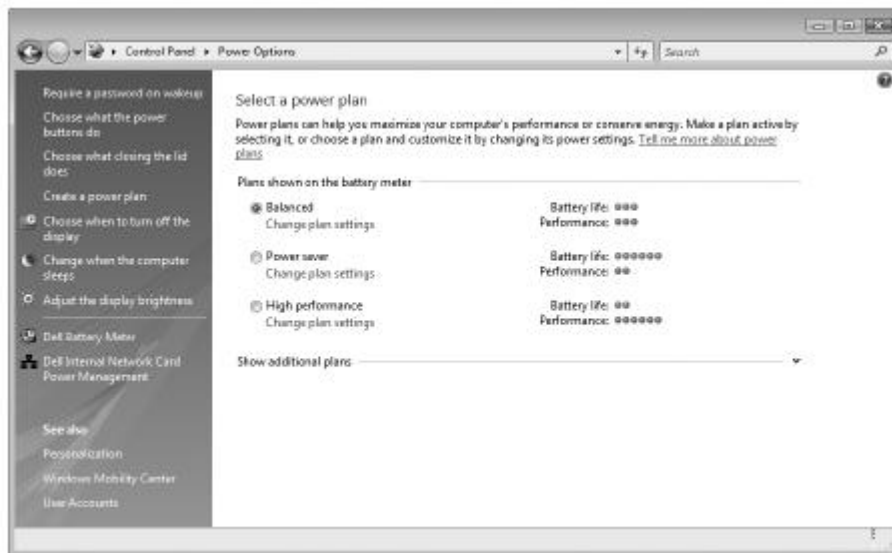 Control Panel ▸ Power Options
Search
Require a password on wakeup
Choose what the power
buttons do
Choose what closing the lid
does
Create a power plan
Choose when to turn off the
display
Change when the computer
sleeps
Adjust the display brightness
Dell Battery Meter
Dell Internal Network Card
Power Management
See also
Personalization
Windows Mobility Center
User Accounts
Select a power plan
Power plans can help you maximize your computer's performance or conserve energy. Make a plan active by
selecting it, or choose a plan and customize it by changing its power settings. Tell me more about power
plans
Plans shown on the battery meter
Balanced Battery life:
Change plan settings Performance:
Power saver Battery life:
Change plan settings Performance:
High performance Battery life:
Change plan settings Performance:
Show additional plans